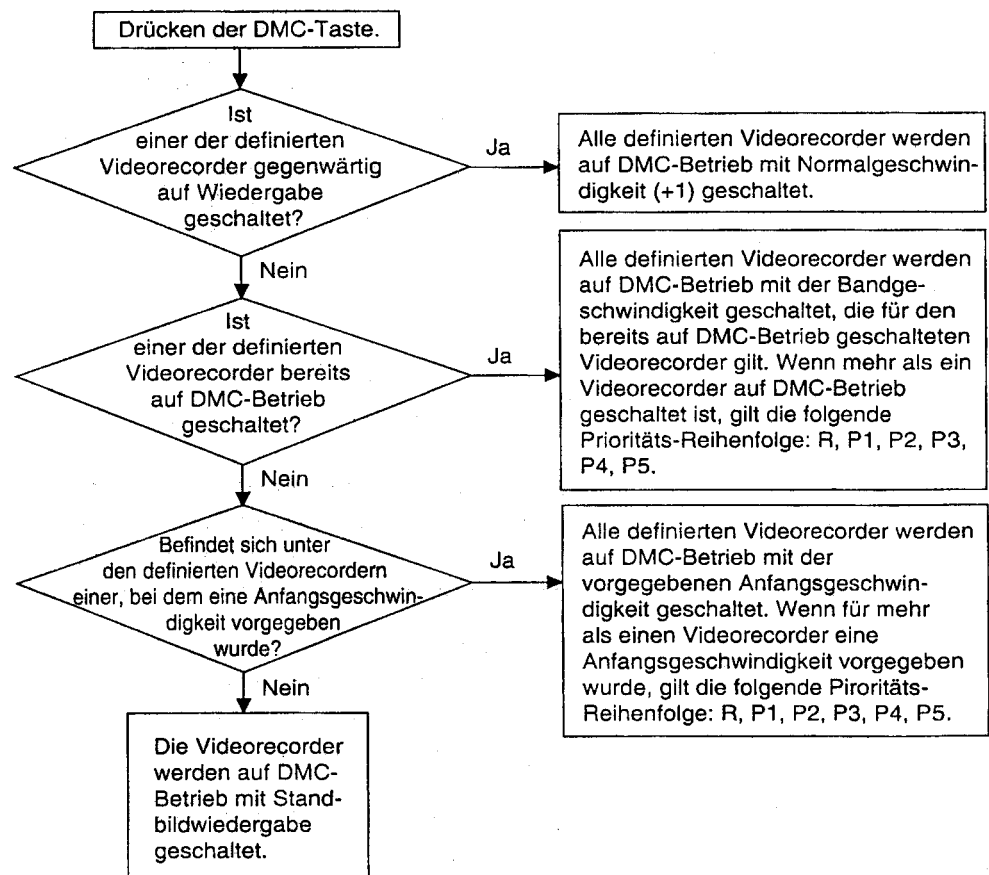 Drücken der DMC-Taste.
Ist
einer der definierten
Videorecorder gegenwärtig
auf Wiedergabe
geschaltet?
Ja
Alle definierten Videorecorder werden
auf DMC-Betrieb mit Normalgeschwin-
digkeit (+1) geschaltet.
Nein
Ist
einer der definierten
Videorecorder bereits
auf DMC-Betrieb
geschaltet?
Ja
Alle definierten Videorecorder werden
auf DMC-Betrieb mit der Bandge-
schwindigkeit geschaltet, die für den
bereits auf DMC-Betrieb geschalteten
Videorecorder gilt. Wenn mehr als ein
Videorecorder auf DMC-Betrieb
geschaltet ist, gilt die folgende
Prioritäts-Reihenfolge: R, P1, P2, P3,
P4, P5.
Nein
Befindet sich unter
den definierten Videorecordern
einer, bei dem eine Anfangsgeschwin-
digkeit vorgegeben
wurde?
Ja
Alle definierten Videorecorder werden
auf DMC-Betrieb mit der
vorgegebenen Anfangsgeschwin-
digkeit geschaltet. Wenn für mehr
als einen Videorecorder eine
Anfangsgeschwindigkeit vorgegeben
wurde, gilt die folgende Piroritäts-
Reihenfolge: R, P1, P2, P3, P4, P5.
Nein
Die Videorecorder
werden auf DMC-
Betrieb mit Stand-
bildwiedergabe
geschaltet.